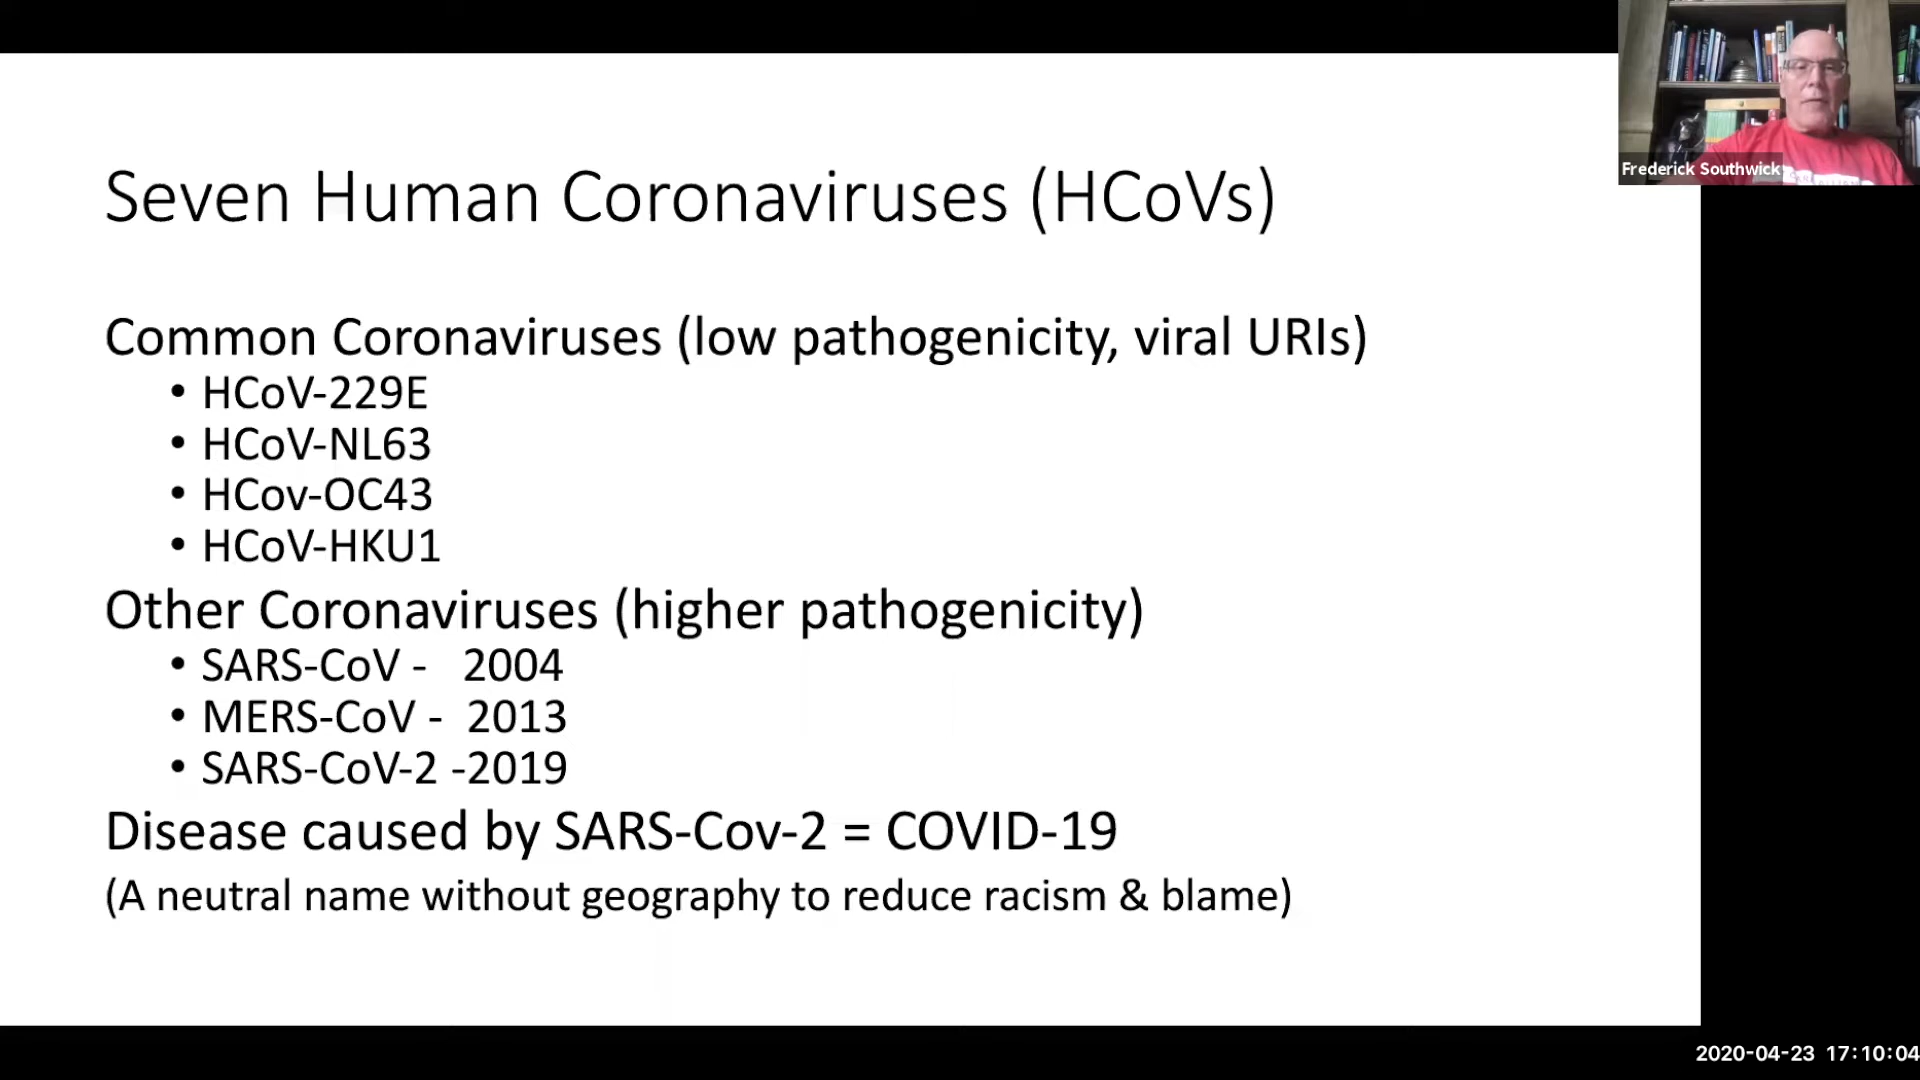 Frederick Southwick
Seven Human Coronaviruses (HCoVs)
Common Coronaviruses (low pathogenicity, viral URIs)
• HCoV-229E
• HCoV-NL63
• HCov-OC43
• HCoV-HKU1
Other Coronaviruses (higher pathogenicity)
• SARS-CoV - 2004
• MERS-CoV - 2013
• SARS-CoV-2 -2019
Disease caused by SARS-Cov-2 = COVID-19
(A neutral name without geography to reduce racism & blame)
2020-04-23 17:10:04